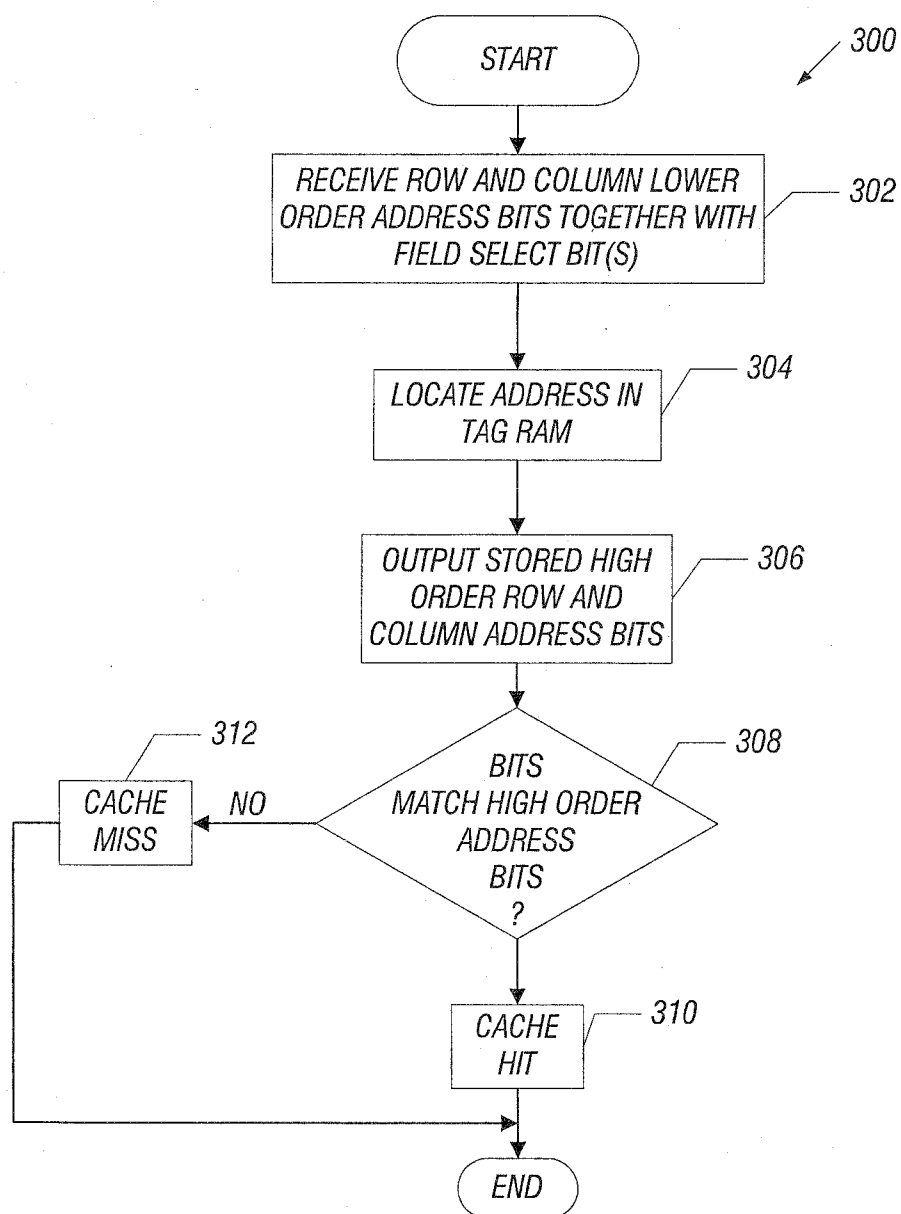 START
300
RECEIVE ROW AND COLUMN LOWER
ORDER ADDRESS BITS TOGETHER WITH
FIELD SELECT BIT(S)
302
LOCATE ADDRESS IN
TAG RAM
304
OUTPUT STORED HIGH
ORDER ROW AND
COLUMN ADDRESS BITS
306
BITS
MATCH HIGH ORDER
ADDRESS
BITS
?
308
NO
312
CACHE
MISS
CACHE
HIT
310
END